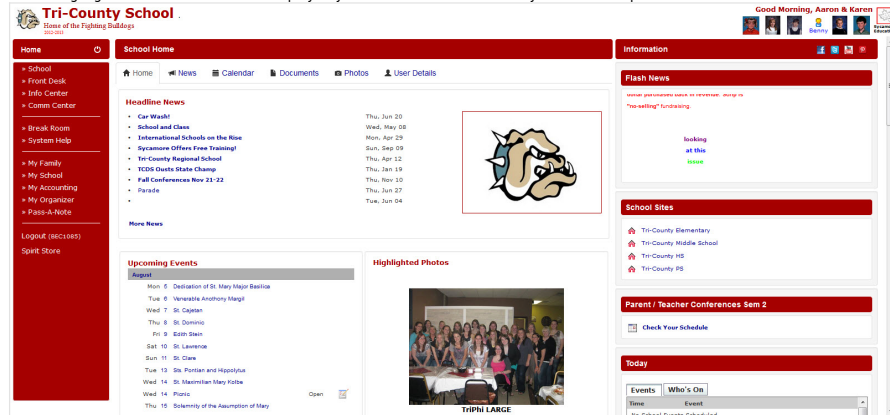 Tri-County School
Home of the Fighting Bulldogs
2012-2013
Good Morning, Aaron & Karen
Benny
Home
» School
» Front Desk
» Info Center
» Comm Center
» Break Room
» System Help
» My Family
» My School
» My Accounting
» My Organizer
» Pass-A-Note
Logout (BEC1085)
Spirit Store
School Home
Home News Calendar Documents Photos User Details
Headline News
Car Wash! Thu, Jun 20
School and Class Wed, May 08
International Schools on the Rise Mon, Apr 29
Sycamore Offers Free Training! Sun, Sep 09
Tri-County Regional School Thu, Apr 12
TCDS Ousts State Champ Thu, Jan 19
Fall Conferences Nov 21-22 Thu, Nov 10
Parade Thu, Jun 27
Tue, Jun 04
More News
Upcoming Events
August
Mon 6 Dedication of St. Mary Major Basilica
Tue 6 Venerable Anothony Margil
Wed 7 St. Cajetan
Thu 8 St. Dominic
Fri 9 Edith Stein
Sat 10 St. Lawrence
Sun 11 St. Clare
Tue 13 Sts. Pontian and Hippolytus
Wed 14 St. Maximilian Mary Kolbe
Wed 14 Picnic Open
Thu 15 Solemnity of the Assumption of Mary
Highlighted Photos
TriPhi LARGE
Information
Flash News
"no-selling" fundraising.
looking
at this
issue
School Sites
Tri-County Elementary
Tri-County Middle School
Tri-County HS
Tri-County PS
Parent / Teacher Conferences Sem 2
Check Your Schedule
Today
Events Who's On
Time Event
No School Events Scheduled